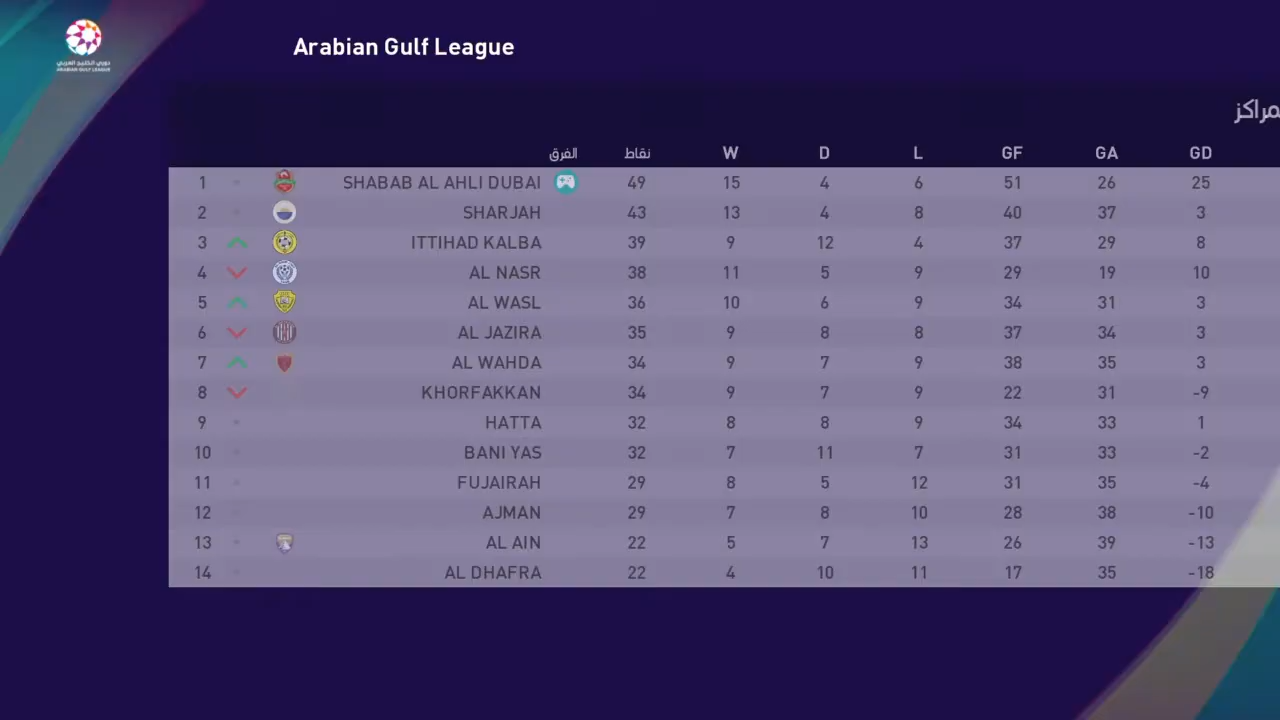 دوري الخليج العربي
ARABIAN GULF LEAGUE
Arabian Gulf League
مراكز
الفرق نقاط W D L GF GA GD
1 SHABAB AL AHLI DUBAI 49 15 4 6 51 26 25
2 SHARJAH 43 13 4 8 40 37 3
3 ITTIHAD KALBA 39 9 12 4 37 29 8
4 AL NASR 38 11 5 9 29 19 10
5 AL WASL 36 10 6 9 34 31 3
6 AL JAZIRA 35 9 8 8 37 34 3
7 AL WAHDA 34 9 7 9 38 35 3
8 KHORFAKKAN 34 9 7 9 22 31 -9
9 HATTA 32 8 8 9 34 33 1
10 BANI YAS 32 7 11 7 31 33 -2
11 FUJAIRAH 29 8 5 12 31 35 -4
12 AJMAN 29 7 8 10 28 38 -10
13 AL AIN 22 5 7 13 26 39 -13
14 AL DHAFRA 22 4 10 11 17 35 -18